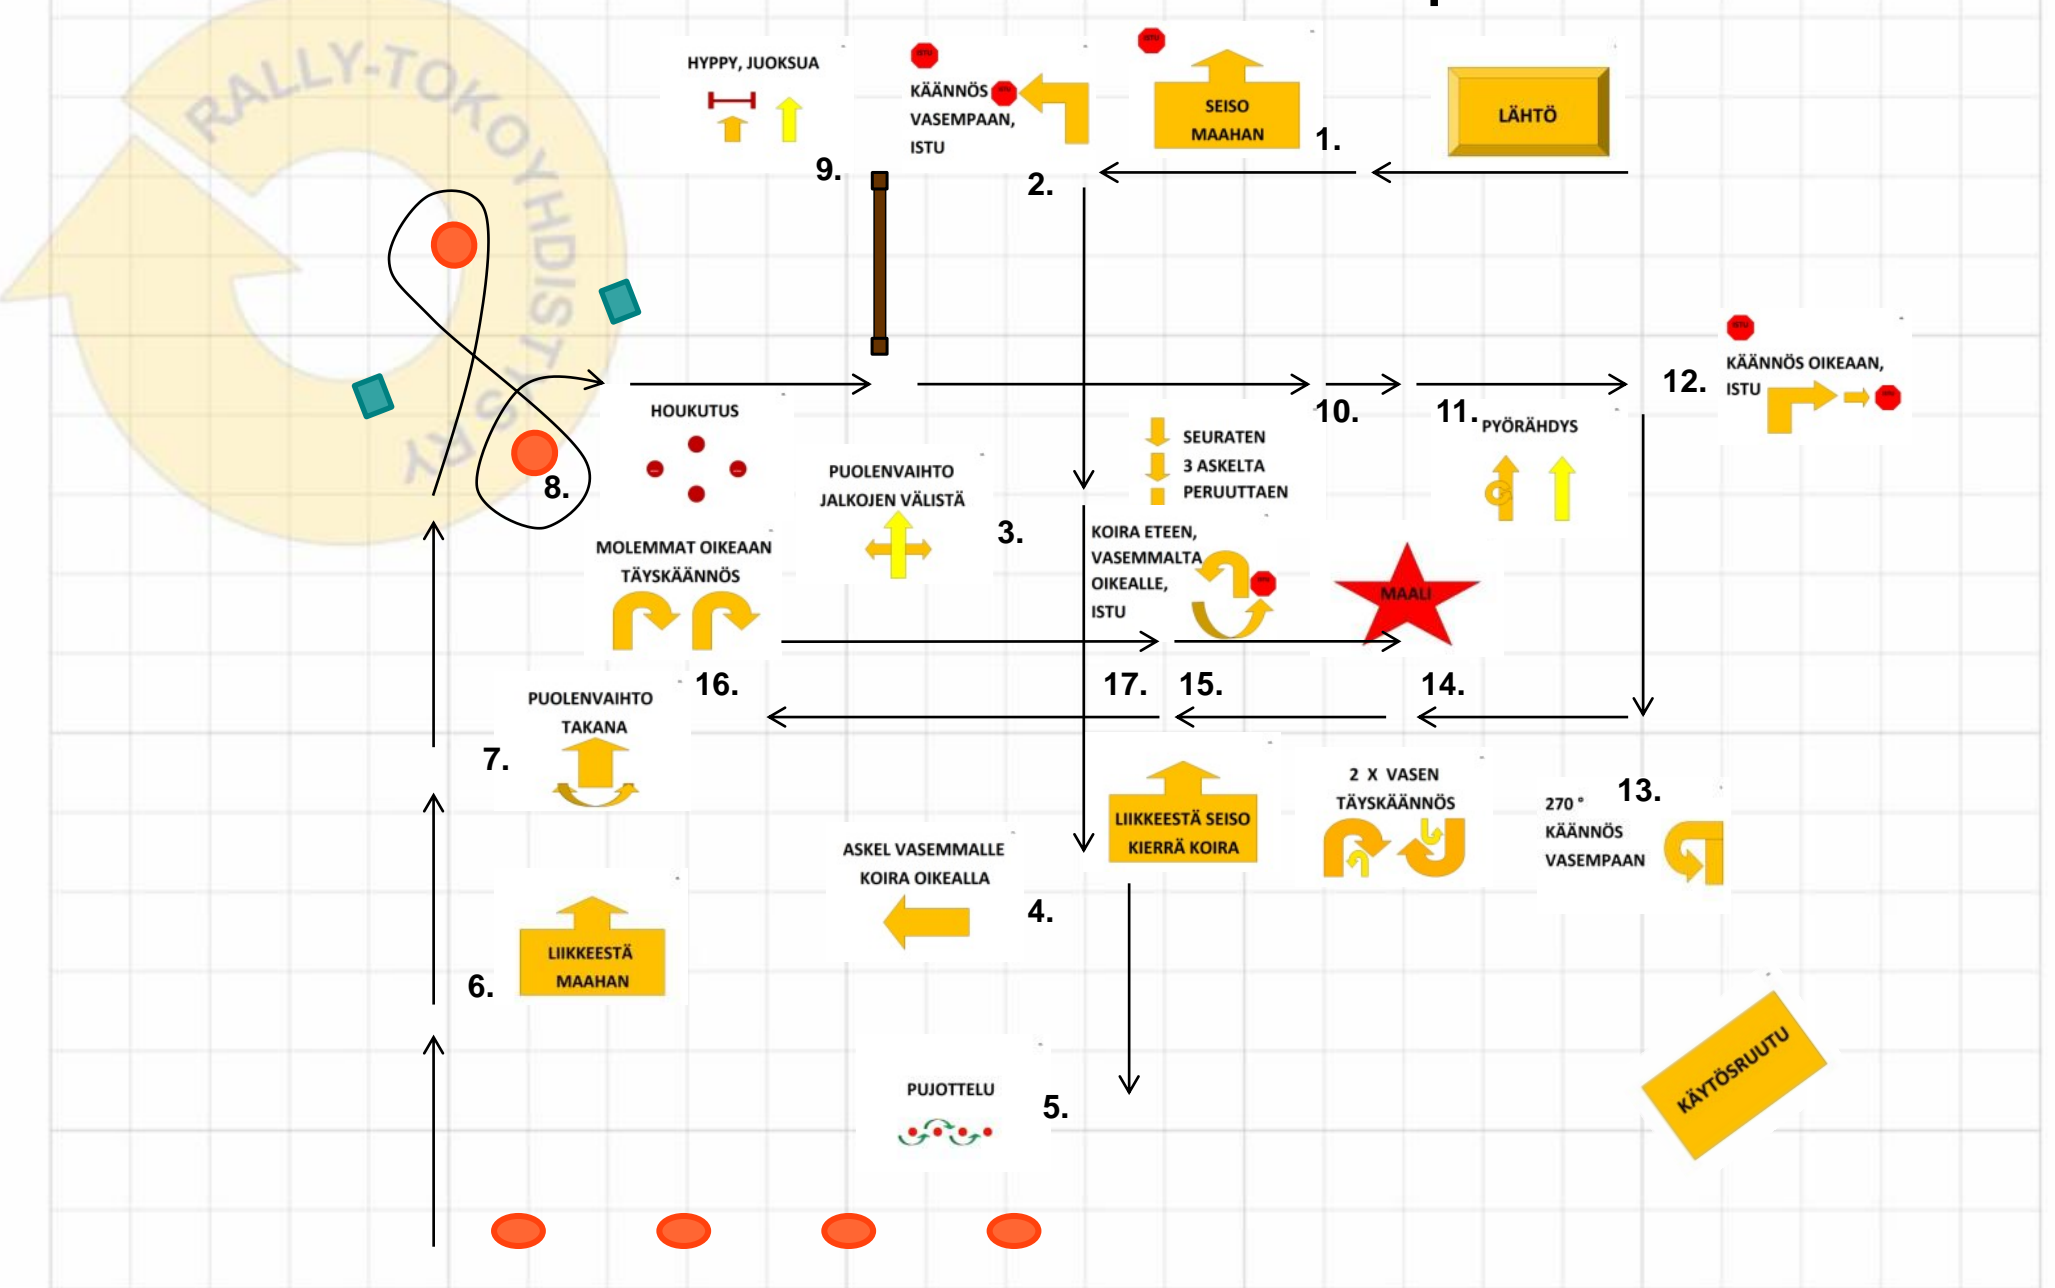 RALLY-TOKOYHDISTYS RY
HYPPY, JUOKSUA
9.
ISTU
KÄÄNNÖS
VASEMPAAN,
ISTU
2.
SEISO
MAAHAN
1.
LÄHTÖ
HOUKUTUS
8.
PUOLENVAIHTO
JALKOJEN VÄLISTÄ
3.
SEURATEN
3 ASKELTA
PERUUTTAEN
10.
11.
PYÖRÄHDYS
12.
ISTU
KÄÄNNÖS OIKEAAN,
ISTU
MOLEMMAT OIKEAAN
TÄYSKÄÄNNÖS
16.
KOIRA ETEEN,
VASEMMALTA
OIKEALLE,
ISTU
17.
15.
MAALI
14.
PUOLENVAIHTO
TAKANA
7.
LIIKKEESTÄ SEISO
KIERRÄ KOIRA
2 X VASEN
TÄYSKÄÄNNÖS
13.
270 °
KÄÄNNÖS
VASEMPAAN
ASKEL VASEMMALLE
KOIRA OIKEALLA
4.
LIIKKEESTÄ
MAAHAN
6.
PUJOTTELU
5.
KÄYTÖSRUUTU